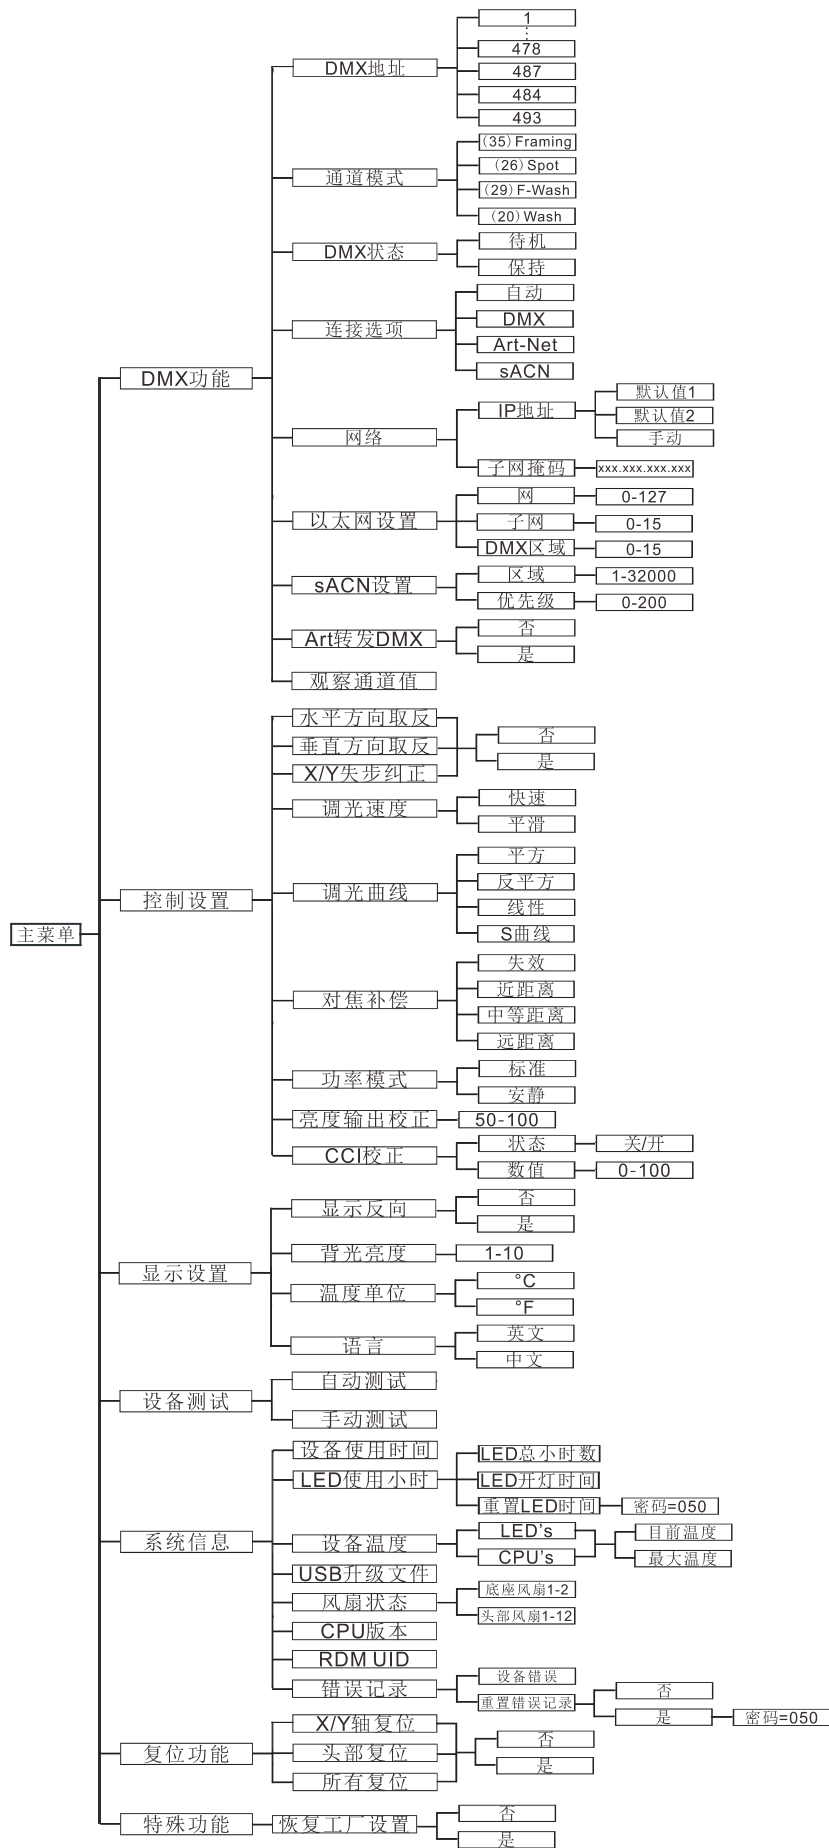 主菜单
DMX功能
DMX地址
1
478
487
484
493
通道模式
(35)Framing
(26)Spot
(29)F-Wash
(20)Wash
DMX状态
待机
保持
连接选项
自动
DMX
Art-Net
sACN
网络
IP地址
默认值1
默认值2
手动
子网掩码
xxx.xxx.xxx.xxx
以太网设置
网
0-127
子网
0-15
DMX区域
0-15
sACN设置
区域
1-32000
优先级
0-200
Art转发DMX
否
是
观察通道值
控制设置
水平方向取反
垂直方向取反
X/Y失步纠正
否
是
调光速度
快速
平滑
调光曲线
平方
反平方
线性
S曲线
对焦补偿
失效
近距离
中等距离
远距离
功率模式
标准
安静
亮度输出校正
50-100
CCI校正
状态
关/开
数值
0-100
显示设置
显示反向
否
是
背光亮度
1-10
温度单位
°C
°F
语言
英文
中文
设备测试
自动测试
手动测试
系统信息
设备使用时间
LED使用小时
LED总小时数
LED开灯时间
重置LED时间
密码=050
设备温度
LED's
CPU's
目前温度
最大温度
USB升级文件
风扇状态
底座风扇1-2
头部风扇1-12
CPU版本
RDM UID
错误记录
设备错误
重置错误记录
否
是
密码=050
复位功能
X/Y轴复位
头部复位
所有复位
否
是
特殊功能
恢复工厂设置
否
是